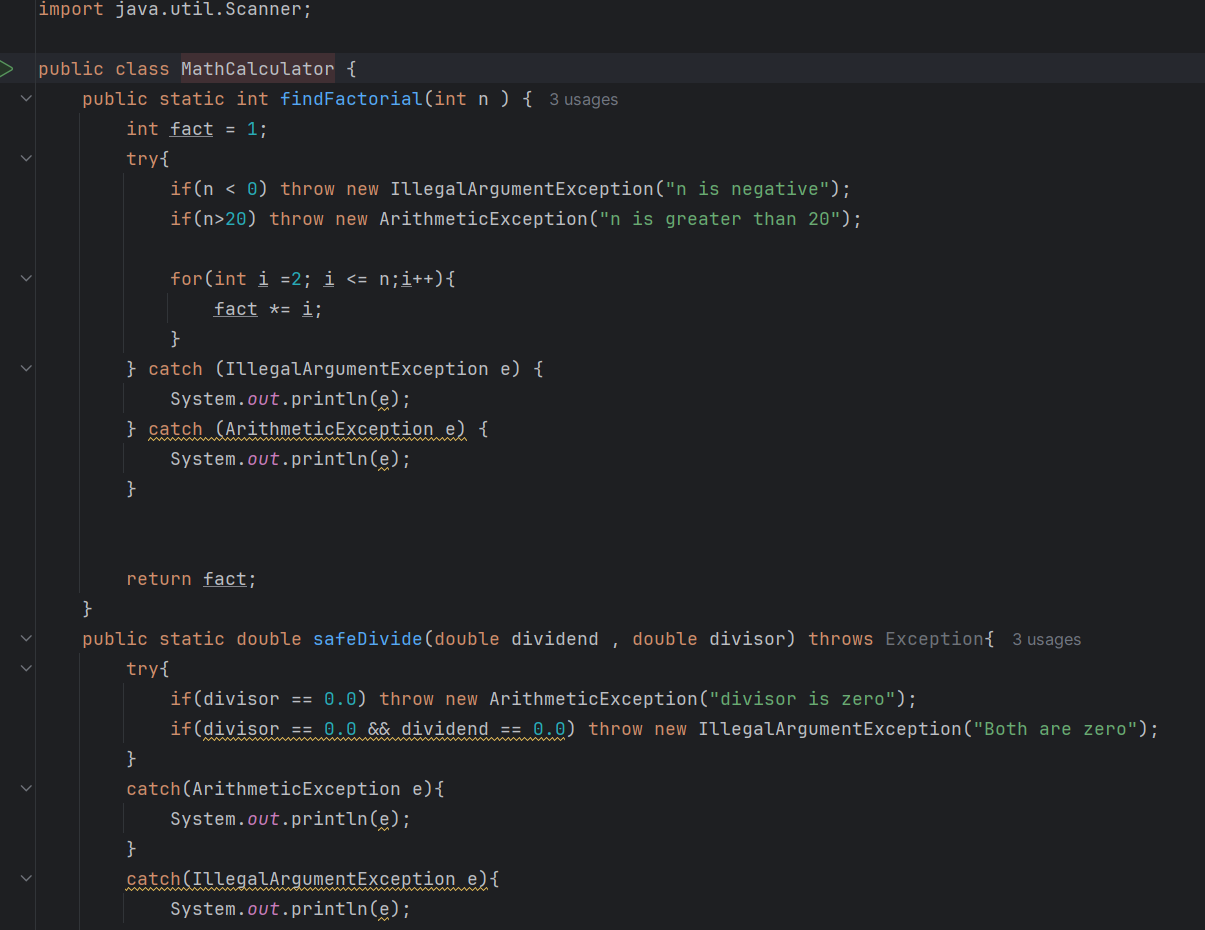 import java.util.Scanner;
public class MathCalculator {
public static int findFactorial(int n ) { 3 usages
int fact = 1;
try{
if(n < 0) throw new IllegalArgumentException("n is negative");
if(n>20) throw new ArithmeticException("n is greater than 20");
for(int i =2; i <= n;i++){
fact *= i;
}
} catch (IllegalArgumentException e) {
System.out.println(e);
} catch (ArithmeticException e) {
System.out.println(e);
}
return fact;
}
public static double safeDivide(double dividend , double divisor) throws Exception{ 3 usages
try{
if(divisor == 0.0) throw new ArithmeticException("divisor is zero");
if(divisor == 0.0 && dividend == 0.0) throw new IllegalArgumentException("Both are zero");
}
catch(ArithmeticException e){
System.out.println(e);
}
catch(IllegalArgumentException e){
System.out.println(e);